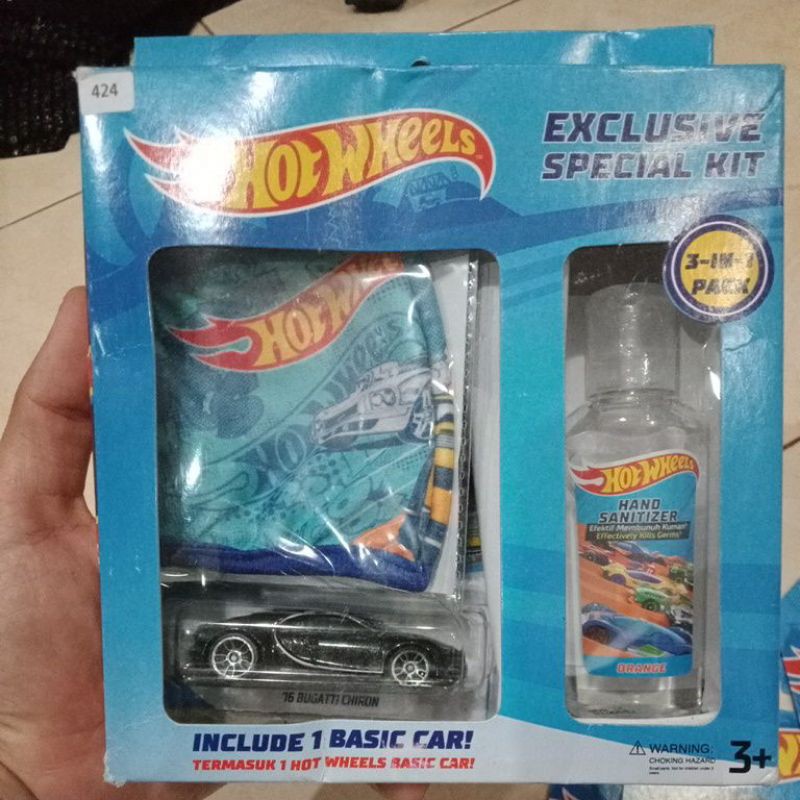 424
HOT WHEELS
EXCLUSIVE
SPECIAL KIT
3-IN-1
PACK
HOT WHEELS
HOT WHEELS
HOT WHEELS
HAND
SANITIZER
Efektif Membunuh Kuman
Effectively Kills Germs
ORANGE
'16 BUGATTI CHIRON
INCLUDE 1 BASIC CAR!
TERMASUK 1 HOT WHEELS BASIC CAR!
WARNING:
CHOKING HAZARD
3+